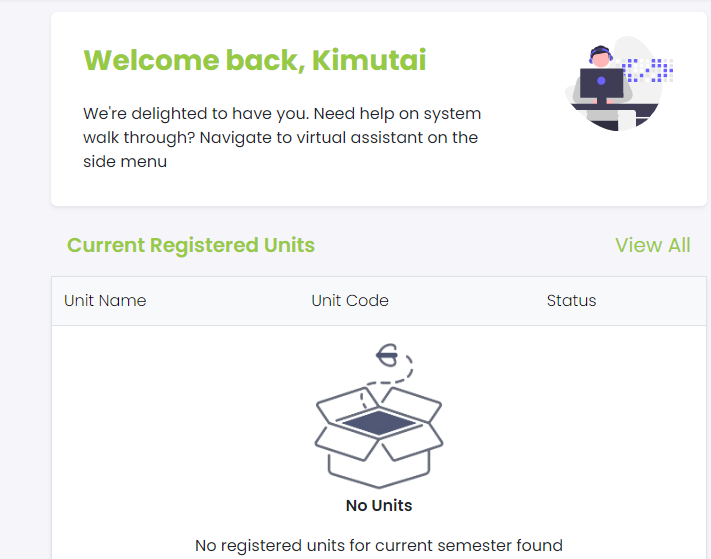 Welcome back, Kimutai
We're delighted to have you. Need help on system
walk through? Navigate to virtual assistant on the
side menu
Current Registered Units
View All
Unit Name
Unit Code
Status
No Units
No registered units for current semester found